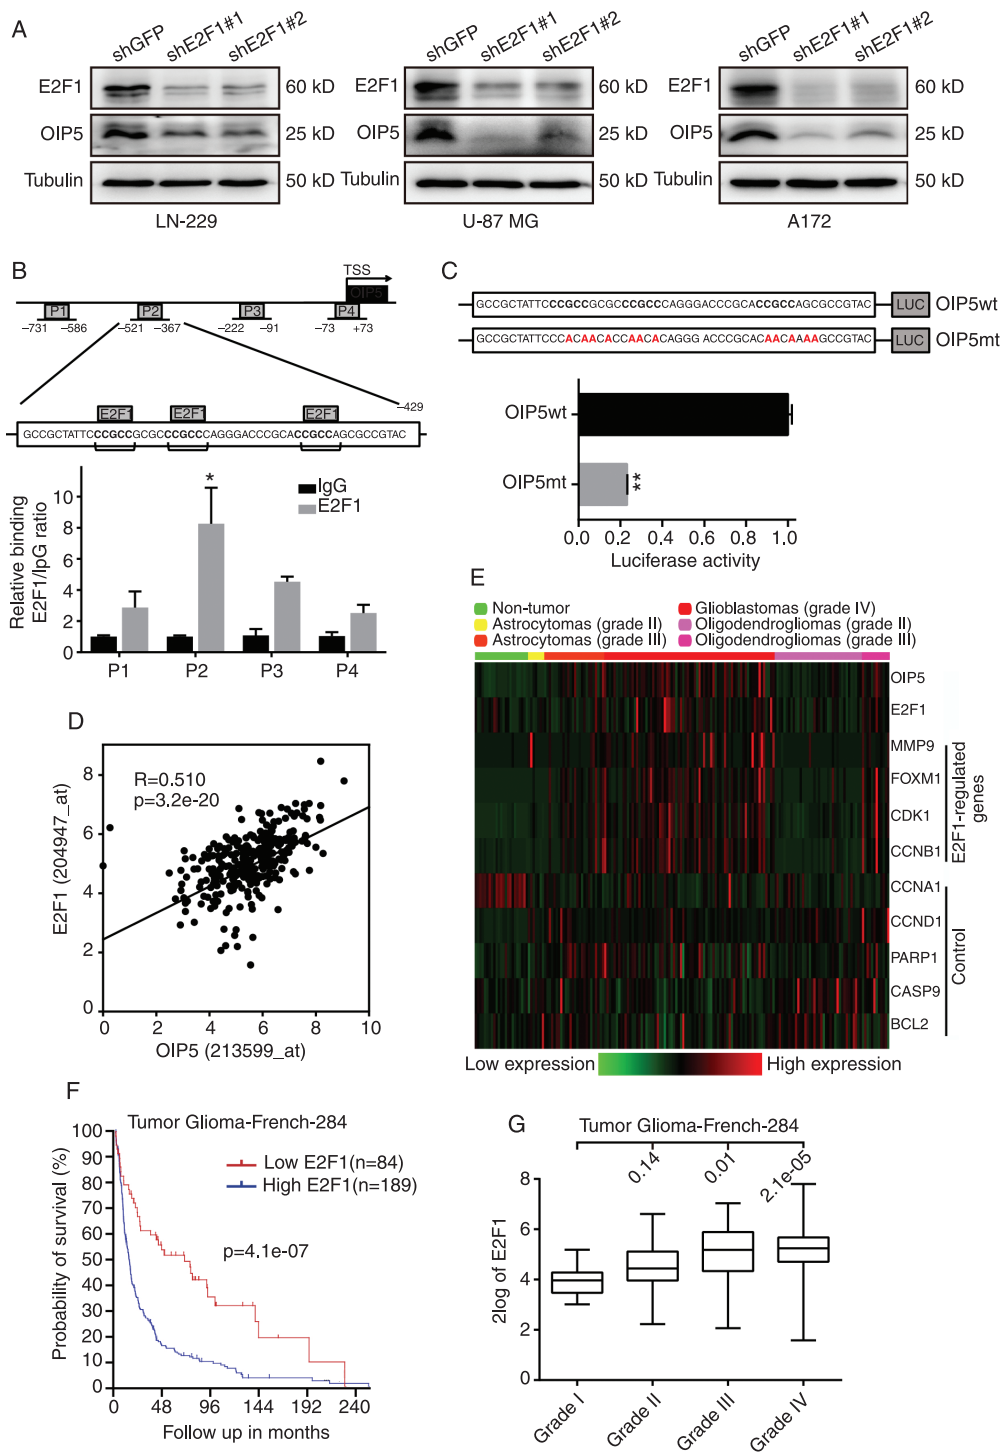 A
shGFP shE2F1#1 shE2F1#2
E2F1 60 kD
OIP5 25 kD
Tubulin 50 kD
LN-229
shGFP shE2F1#1 shE2F1#2
E2F1 60 kD
OIP5 25 kD
Tubulin 50 kD
U-87 MG
shGFP shE2F1#1 shE2F1#2
E2F1 60 kD
OIP5 25 kD
Tubulin 50 kD
A172
B
TSS
OIP5
P1 P2 P3 P4
–731 –586 –521 –367 –222 –91 –73 +73
–429
E2F1 E2F1 E2F1
GCCGCTATTCCCGCCGCGCCCGCCCAGGGACCCGCACCGCCAGCGCCGTAC
Relative binding
E2F1/IpG ratio
10
8
6
4
2
0
*
IgG
E2F1
P1 P2 P3 P4
C
GCCGCTATTCCCGCCGCGCCCGCCCAGGGACCCGCACCGCCAGCGCCGTAC LUC OIP5wt
GCCGCTATTCCCACAACACCAACACAGGG ACCCGCACAACAAAAGCCGTAC LUC OIP5mt
OIP5wt
OIP5mt
**
0.0 0.2 0.4 0.6 0.8 1.0
Luciferase activity
D
R=0.510
p=3.2e-20
E2F1 (204947_at)
8
6
4
2
0
0 2 4 6 8 10
OIP5 (213599_at)
E
Non-tumor
Astrocytomas (grade II)
Astrocytomas (grade III)
Glioblastomas (grade IV)
Oligodendrogliomas (grade II)
Oligodendrogliomas (grade III)
OIP5
E2F1
MMP9
FOXM1
CDK1
CCNB1
CCNA1
CCND1
PARP1
CASP9
BCL2
E2F1-regulated
genes
Control
Low expression High expression
F
Tumor Glioma-French-284
Probability of survival (%)
100
90
80
70
60
50
40
30
20
10
0
Low E2F1(n=84)
High E2F1(n=189)
p=4.1e-07
0 48 96 144 192 240
Follow up in months
G
Tumor Glioma-French-284
0.14 0.01 2.1e-05
2log of E2F1
8
6
4
2
0
Grade I Grade II Grade III Grade IV